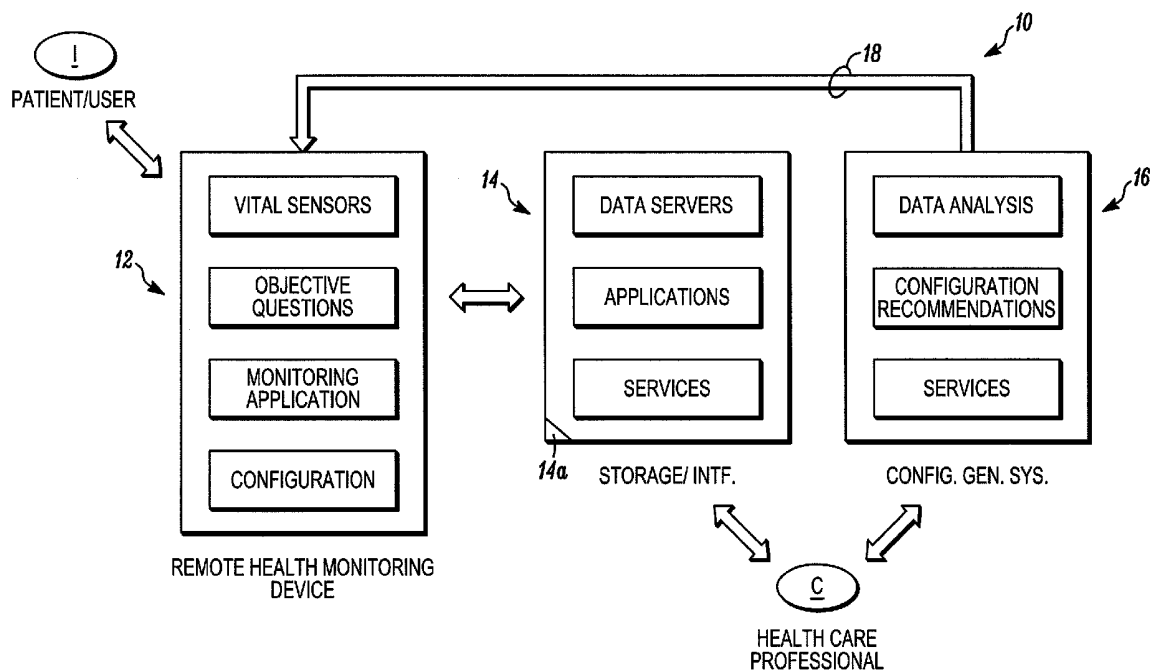 10
18
I
PATIENT/USER
12
VITAL SENSORS
OBJECTIVE
QUESTIONS
MONITORING
APPLICATION
CONFIGURATION
REMOTE HEALTH MONITORING
DEVICE
14
DATA SERVERS
APPLICATIONS
SERVICES
14a
STORAGE/ INTF.
16
DATA ANALYSIS
CONFIGURATION
RECOMMENDATIONS
SERVICES
CONFIG. GEN. SYS.
C
HEALTH CARE
PROFESSIONAL